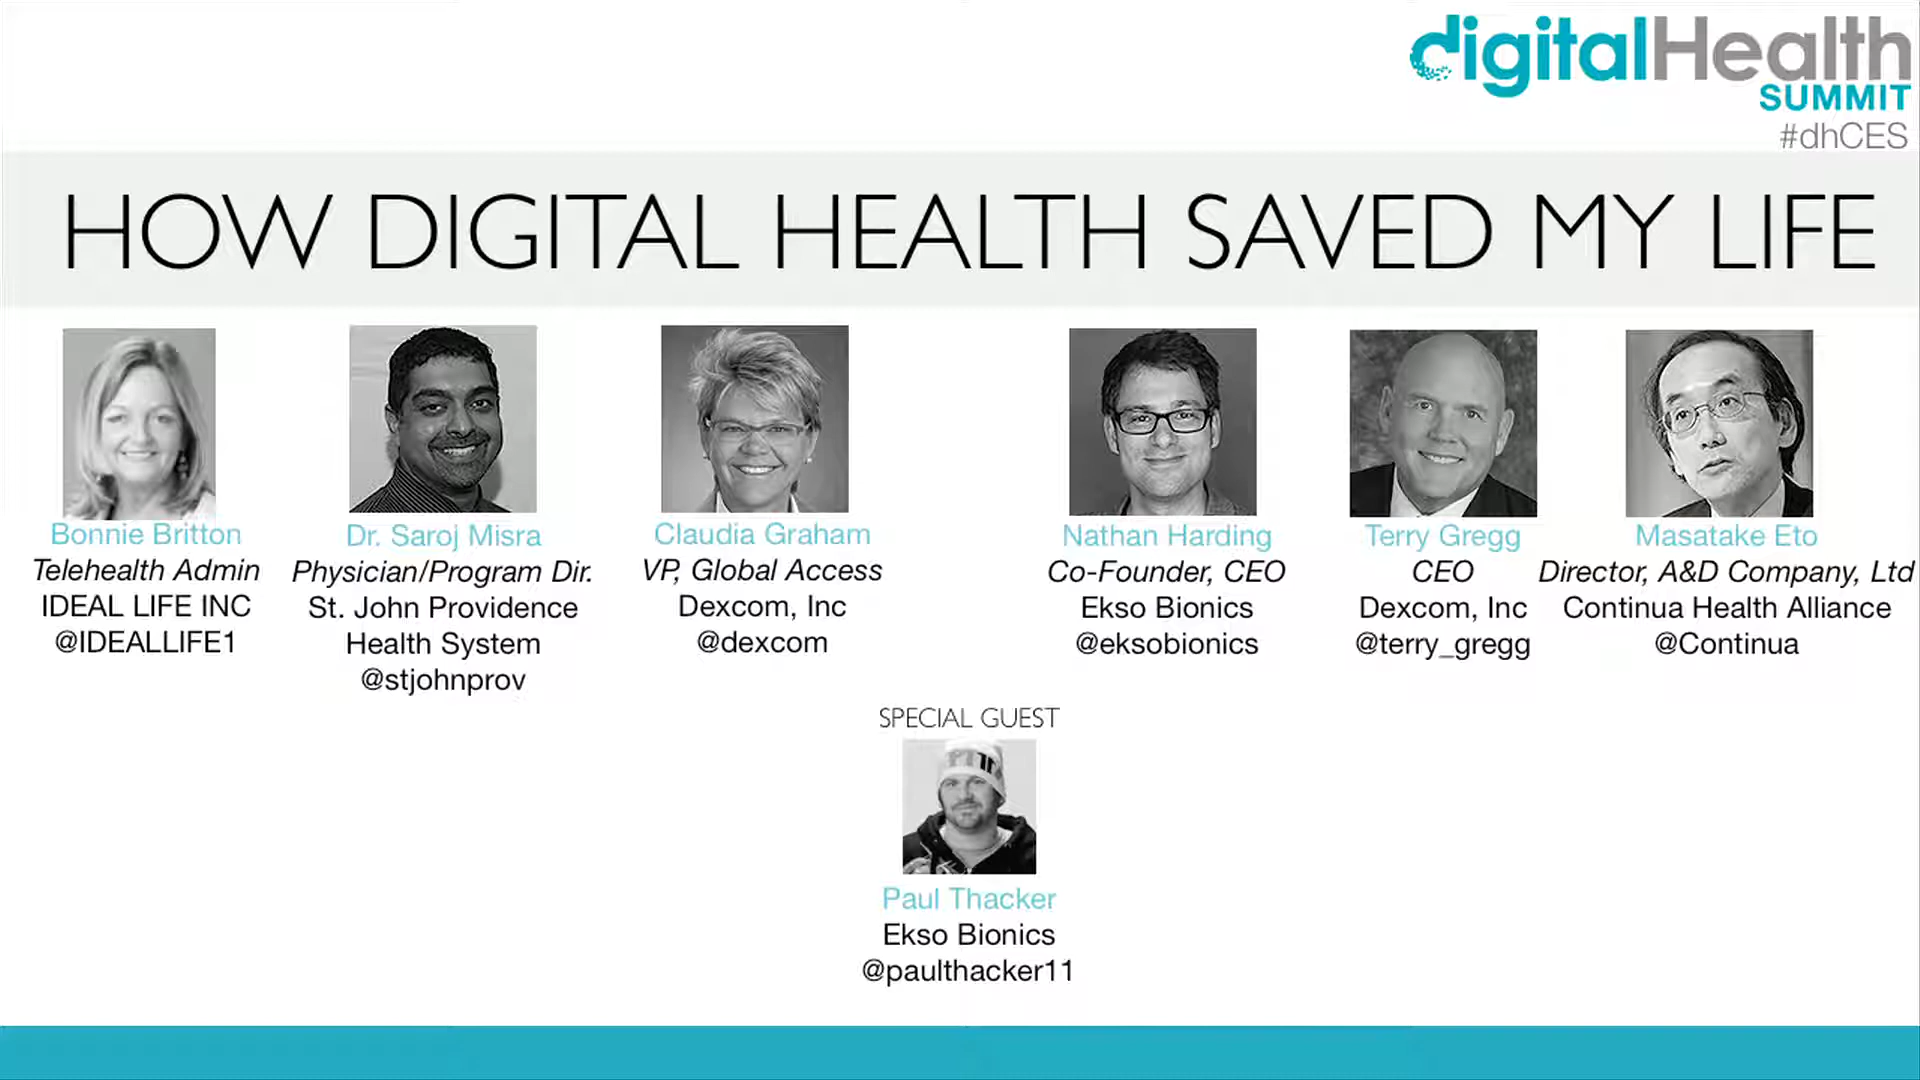 digitalHealth
SUMMIT
#dhCES
HOW DIGITAL HEALTH SAVED MY LIFE
Bonnie Britton
Telehealth Admin
IDEAL LIFE INC
@IDEALLIFE1
Dr. Saroj Misra
Physician/Program Dir.
St. John Providence
Health System
@stjohnprov
Claudia Graham
VP, Global Access
Dexcom, Inc
@dexcom
Nathan Harding
Co-Founder, CEO
Ekso Bionics
@eksobionics
Terry Gregg
CEO
Dexcom, Inc
@terry_gregg
Masatake Eto
Director, A&D Company, Ltd
Continua Health Alliance
@Continua
SPECIAL GUEST
Paul Thacker
Ekso Bionics
@paulthacker11